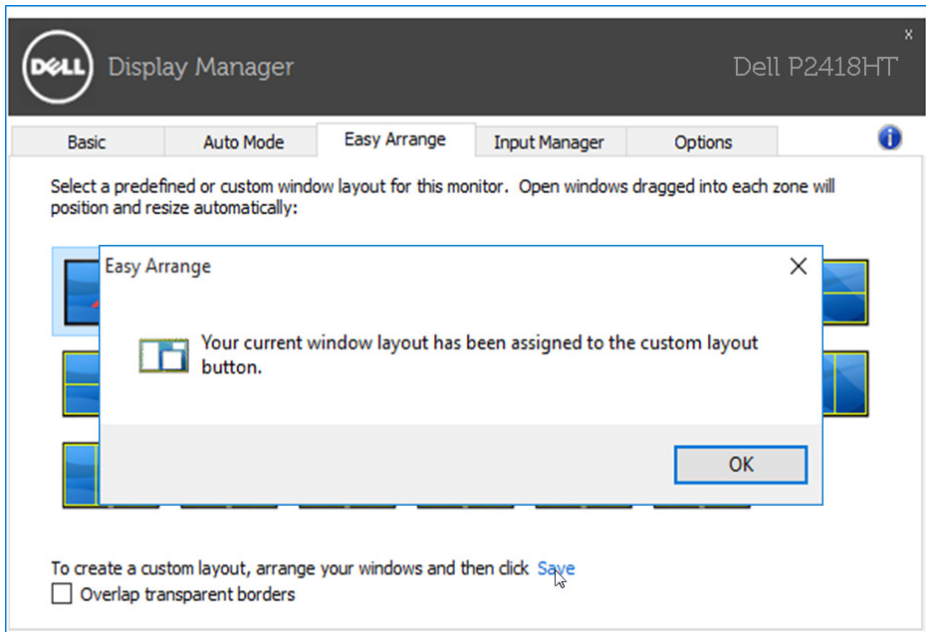 DELL Display Manager
x
Dell P2418HT
Basic
Auto Mode
Easy Arrange
Input Manager
Options
i
Select a predefined or custom window layout for this monitor. Open windows dragged into each zone will
position and resize automatically:
Easy Arrange
Your current window layout has been assigned to the custom layout
button.
OK
To create a custom layout, arrange your windows and then click Save
Overlap transparent borders